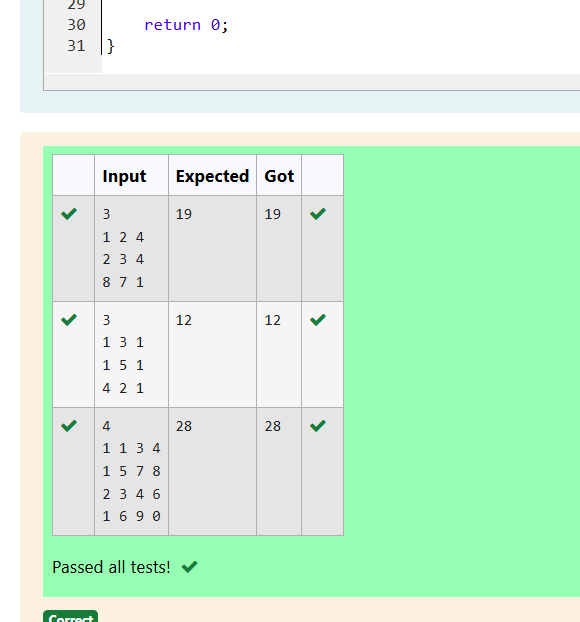 29
30 return 0;
31 }
Input Expected Got
3 19 19
1 2 4
2 3 4
8 7 1
3 12 12
1 3 1
1 5 1
4 2 1
4 28 28
1 1 3 4
1 5 7 8
2 3 4 6
1 6 9 0
Passed all tests!
Correct